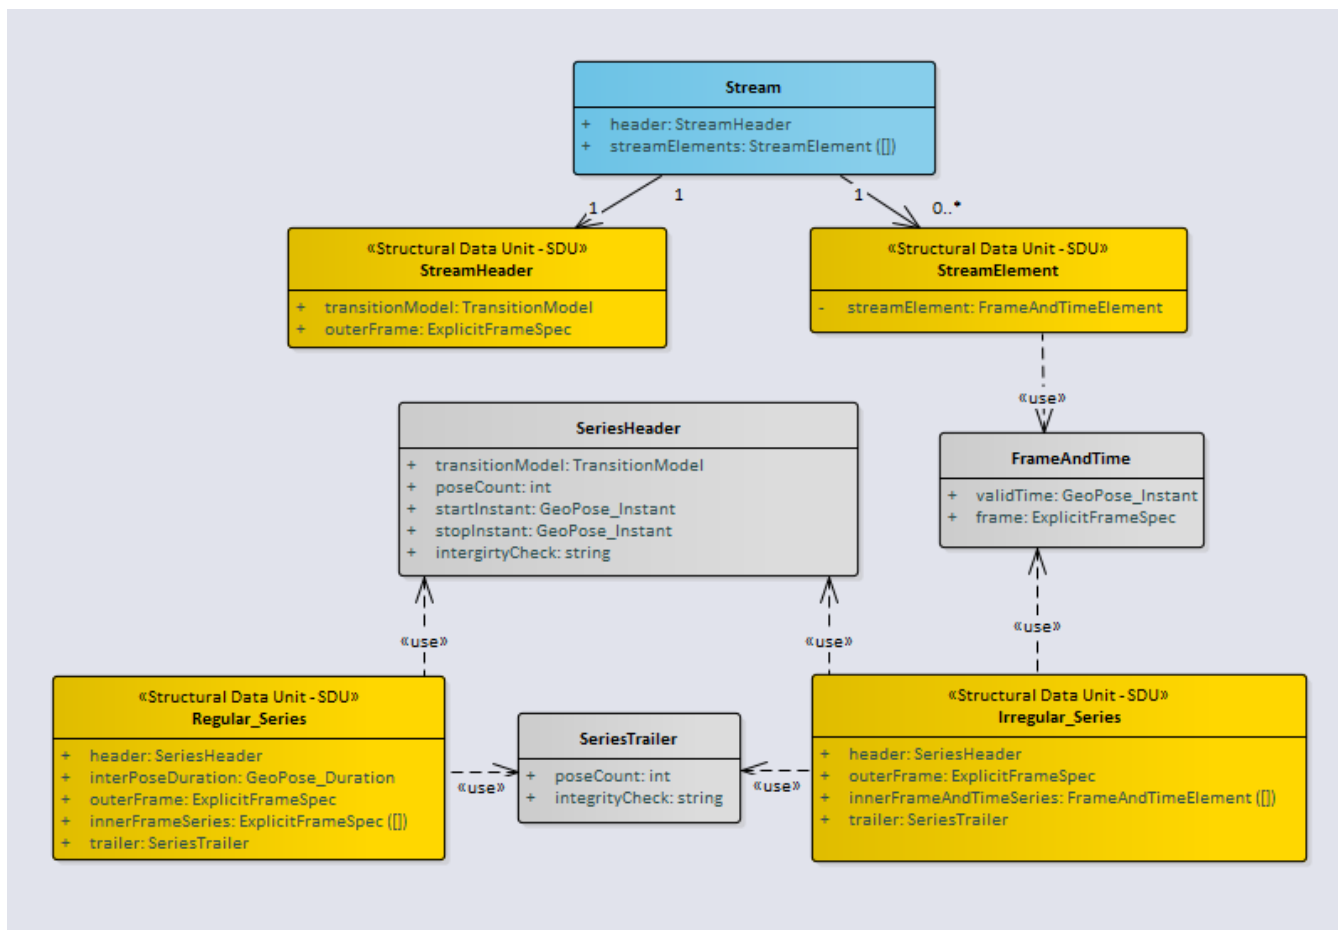 Stream
+ header: StreamHeader
+ streamElements: StreamElement ([])
1
1
1
0..*
«Structural Data Unit - SDU»
StreamHeader
+ transitionModel: TransitionModel
+ outerFrame: ExplicitFrameSpec
«Structural Data Unit - SDU»
StreamElement
- streamElement: FrameAndTimeElement
«use»
SeriesHeader
+ transitionModel: TransitionModel
+ poseCount: int
+ startInstant: GeoPose_Instant
+ stopInstant: GeoPose_Instant
+ intergirtyCheck: string
FrameAndTime
+ validTime: GeoPose_Instant
+ frame: ExplicitFrameSpec
«use»
«use»
«use»
«Structural Data Unit - SDU»
Regular_Series
+ header: SeriesHeader
+ interPoseDuration: GeoPose_Duration
+ outerFrame: ExplicitFrameSpec
+ innerFrameSeries: ExplicitFrameSpec ([])
+ trailer: SeriesTrailer
«use»
SeriesTrailer
+ poseCount: int
+ integrityCheck: string
«use»
«Structural Data Unit - SDU»
Irregular_Series
+ header: SeriesHeader
+ outerFrame: ExplicitFrameSpec
+ innerFrameAndTimeSeries: FrameAndTimeElement ([])
+ trailer: SeriesTrailer